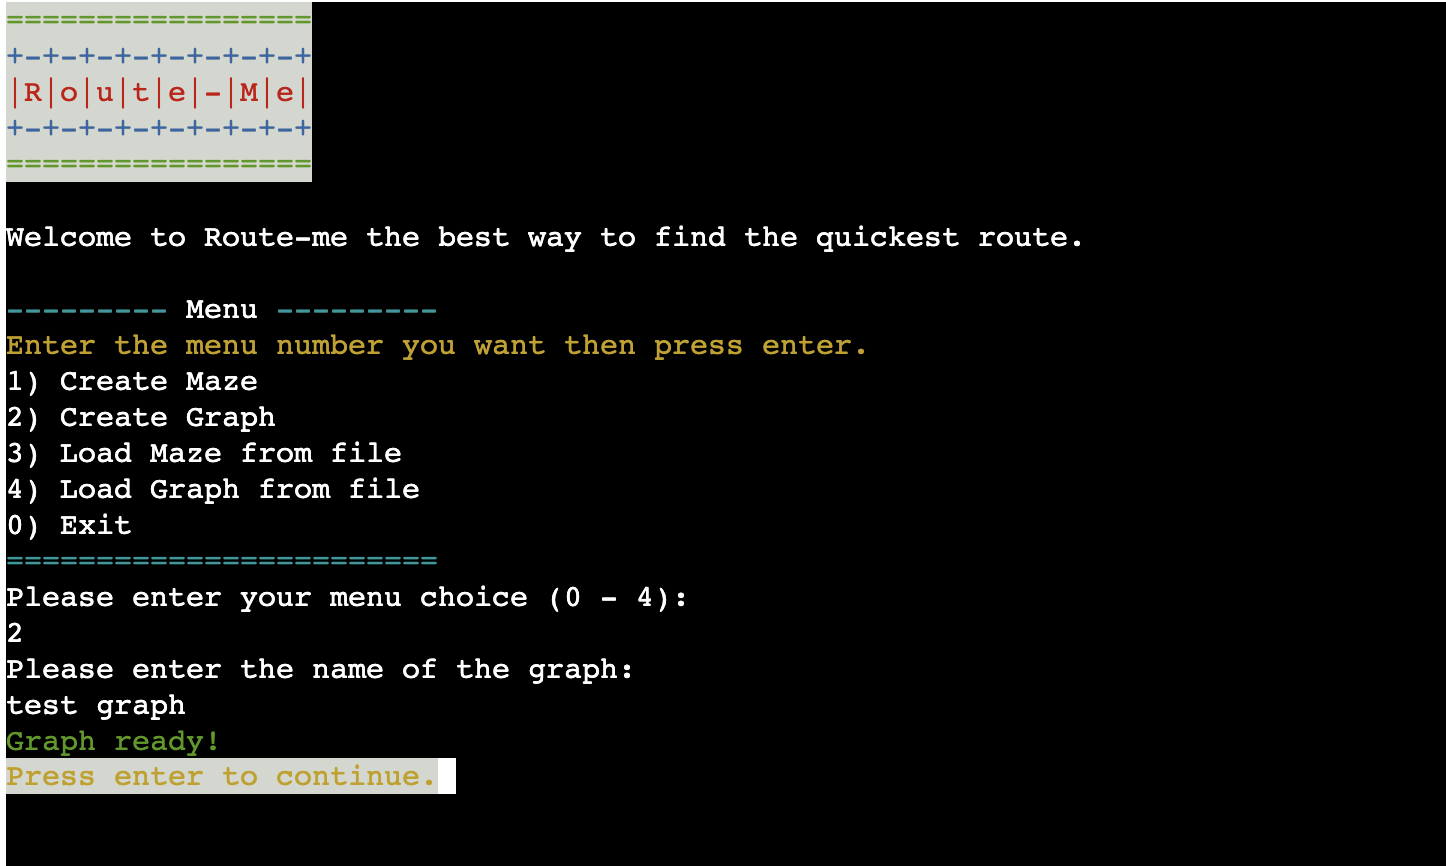 =================
+-+-+-+-+-+-+-+-+
|R|o|u|t|e|-|M|e|
+-+-+-+-+-+-+-+-+
=================
Welcome to Route-me the best way to find the quickest route.
--------- Menu ---------
Enter the menu number you want then press enter.
1) Create Maze
2) Create Graph
3) Load Maze from file
4) Load Graph from file
0) Exit
========================
Please enter your menu choice (0 - 4):
2
Please enter the name of the graph:
test graph
Graph ready!
Press enter to continue.